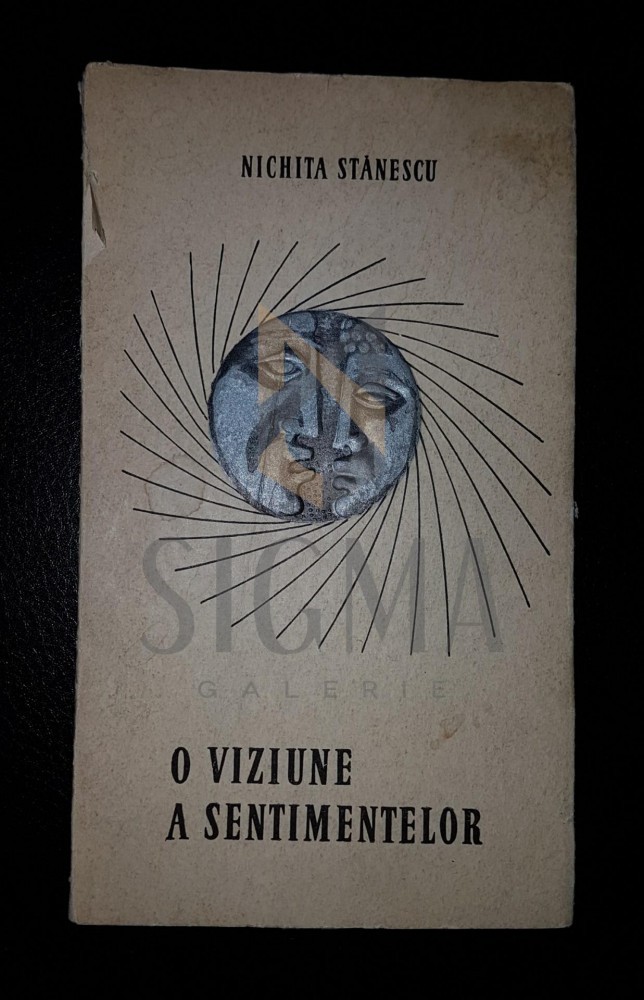 NICHITA STĂNESCU
SIGMA
GALERIE
O VIZIUNE
A SENTIMENTELOR